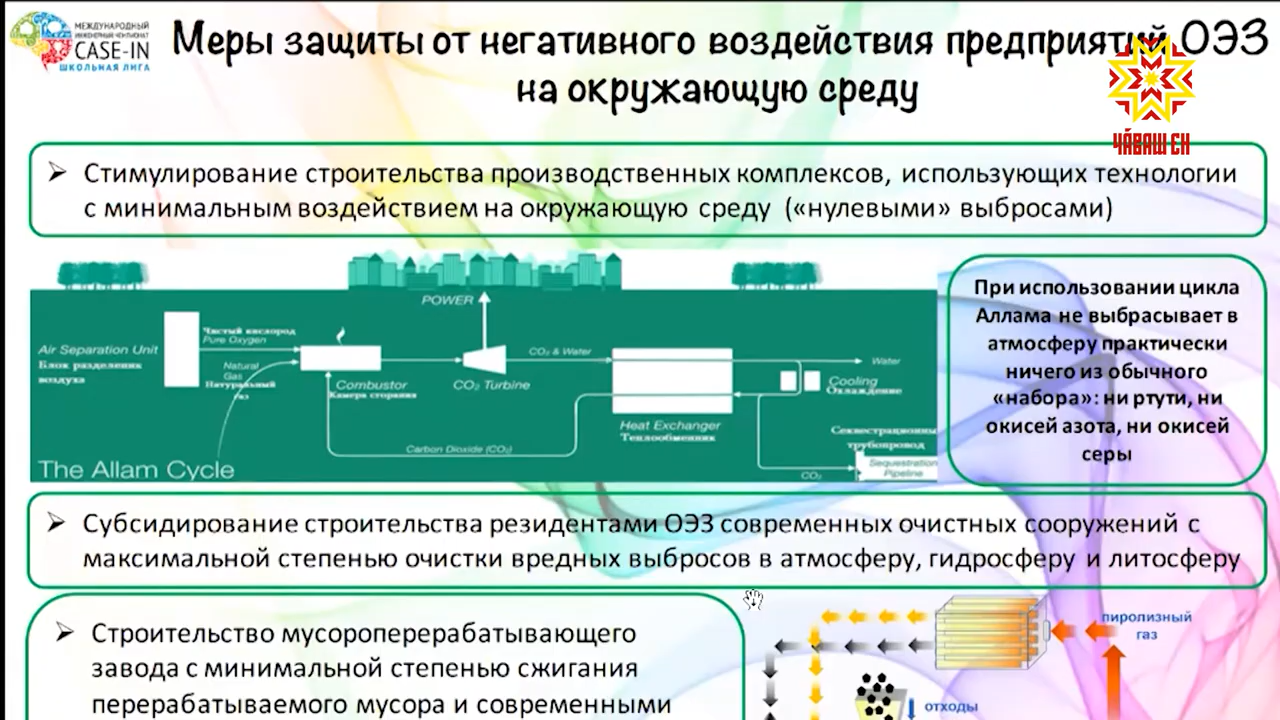 МЕЖДУНАРОДНЫЙ
ИНЖЕНЕРНЫЙ ЧЕМПИОНАТ
CASE-IN
ШКОЛЬНАЯ ЛИГА
Меры защиты от негативного воздействия предприятий ОЭЗ
на окружающую среду
ЧӐВАШ ЕН
Стимулирование строительства производственных комплексов, использующих технологии
с минимальным воздействием на окружающую среду («нулевыми» выбросами)
POWER
Чистый кислород
Pure Oxygen
Air Separation Unit
Блок разделения
воздуха
Natural
Gas
Натуральный
газ
Combustor
Камера сгорания
CO₂ Turbine
CO₂ & Water
Heat Exchanger
Теплообменник
Water
Cooling
Охлаждение
Carbon Dioxide (CO₂)
CO₂
Секвестрационный
трубопровод
Sequestration
Pipeline
The Allam Cycle
При использовании цикла
Аллама не выбрасывает в
атмосферу практически
ничего из обычного
«набора»: ни ртути, ни
окисей азота, ни окисей
серы
Субсидирование строительства резидентами ОЭЗ современных очистных сооружений с
максимальной степенью очистки вредных выбросов в атмосферу, гидросферу и литосферу
Строительство мусороперерабатывающего
завода с минимальной степенью сжигания
перерабатываемого мусора и современными
пиролизный
газ
отходы